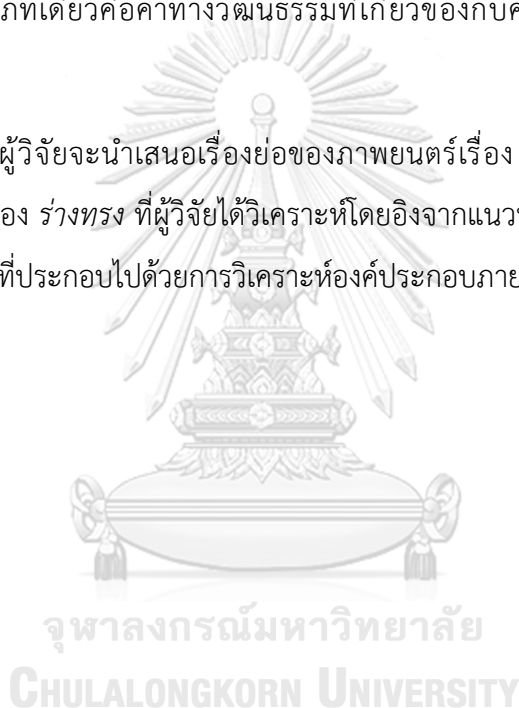 ภทเดียวคือคำทางวัฒนธรรมที่เกี่ยวข้องกับค
ผู้วิจัยจะนำเสนอเรื่องย่อของภาพยนตร์เรื่อง
อง ร่างทรง ที่ผู้วิจัยได้วิเคราะห์โดยอิงจากแนว
ที่ประกอบไปด้วยการวิเคราะห์องค์ประกอบภาย
จุฬาลงกรณ์มหาวิทยาลัย
CHULALONGKORN UNIVERSITY